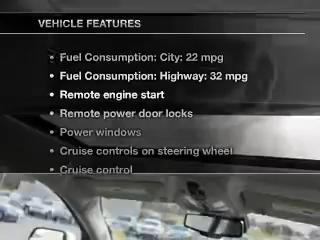 VEHICLE FEATURES
• Fuel Consumption: City: 22 mpg
• Fuel Consumption: Highway: 32 mpg
• Remote engine start
• Remote power door locks
• Power windows
• Cruise controls on steering wheel
• Cruise control